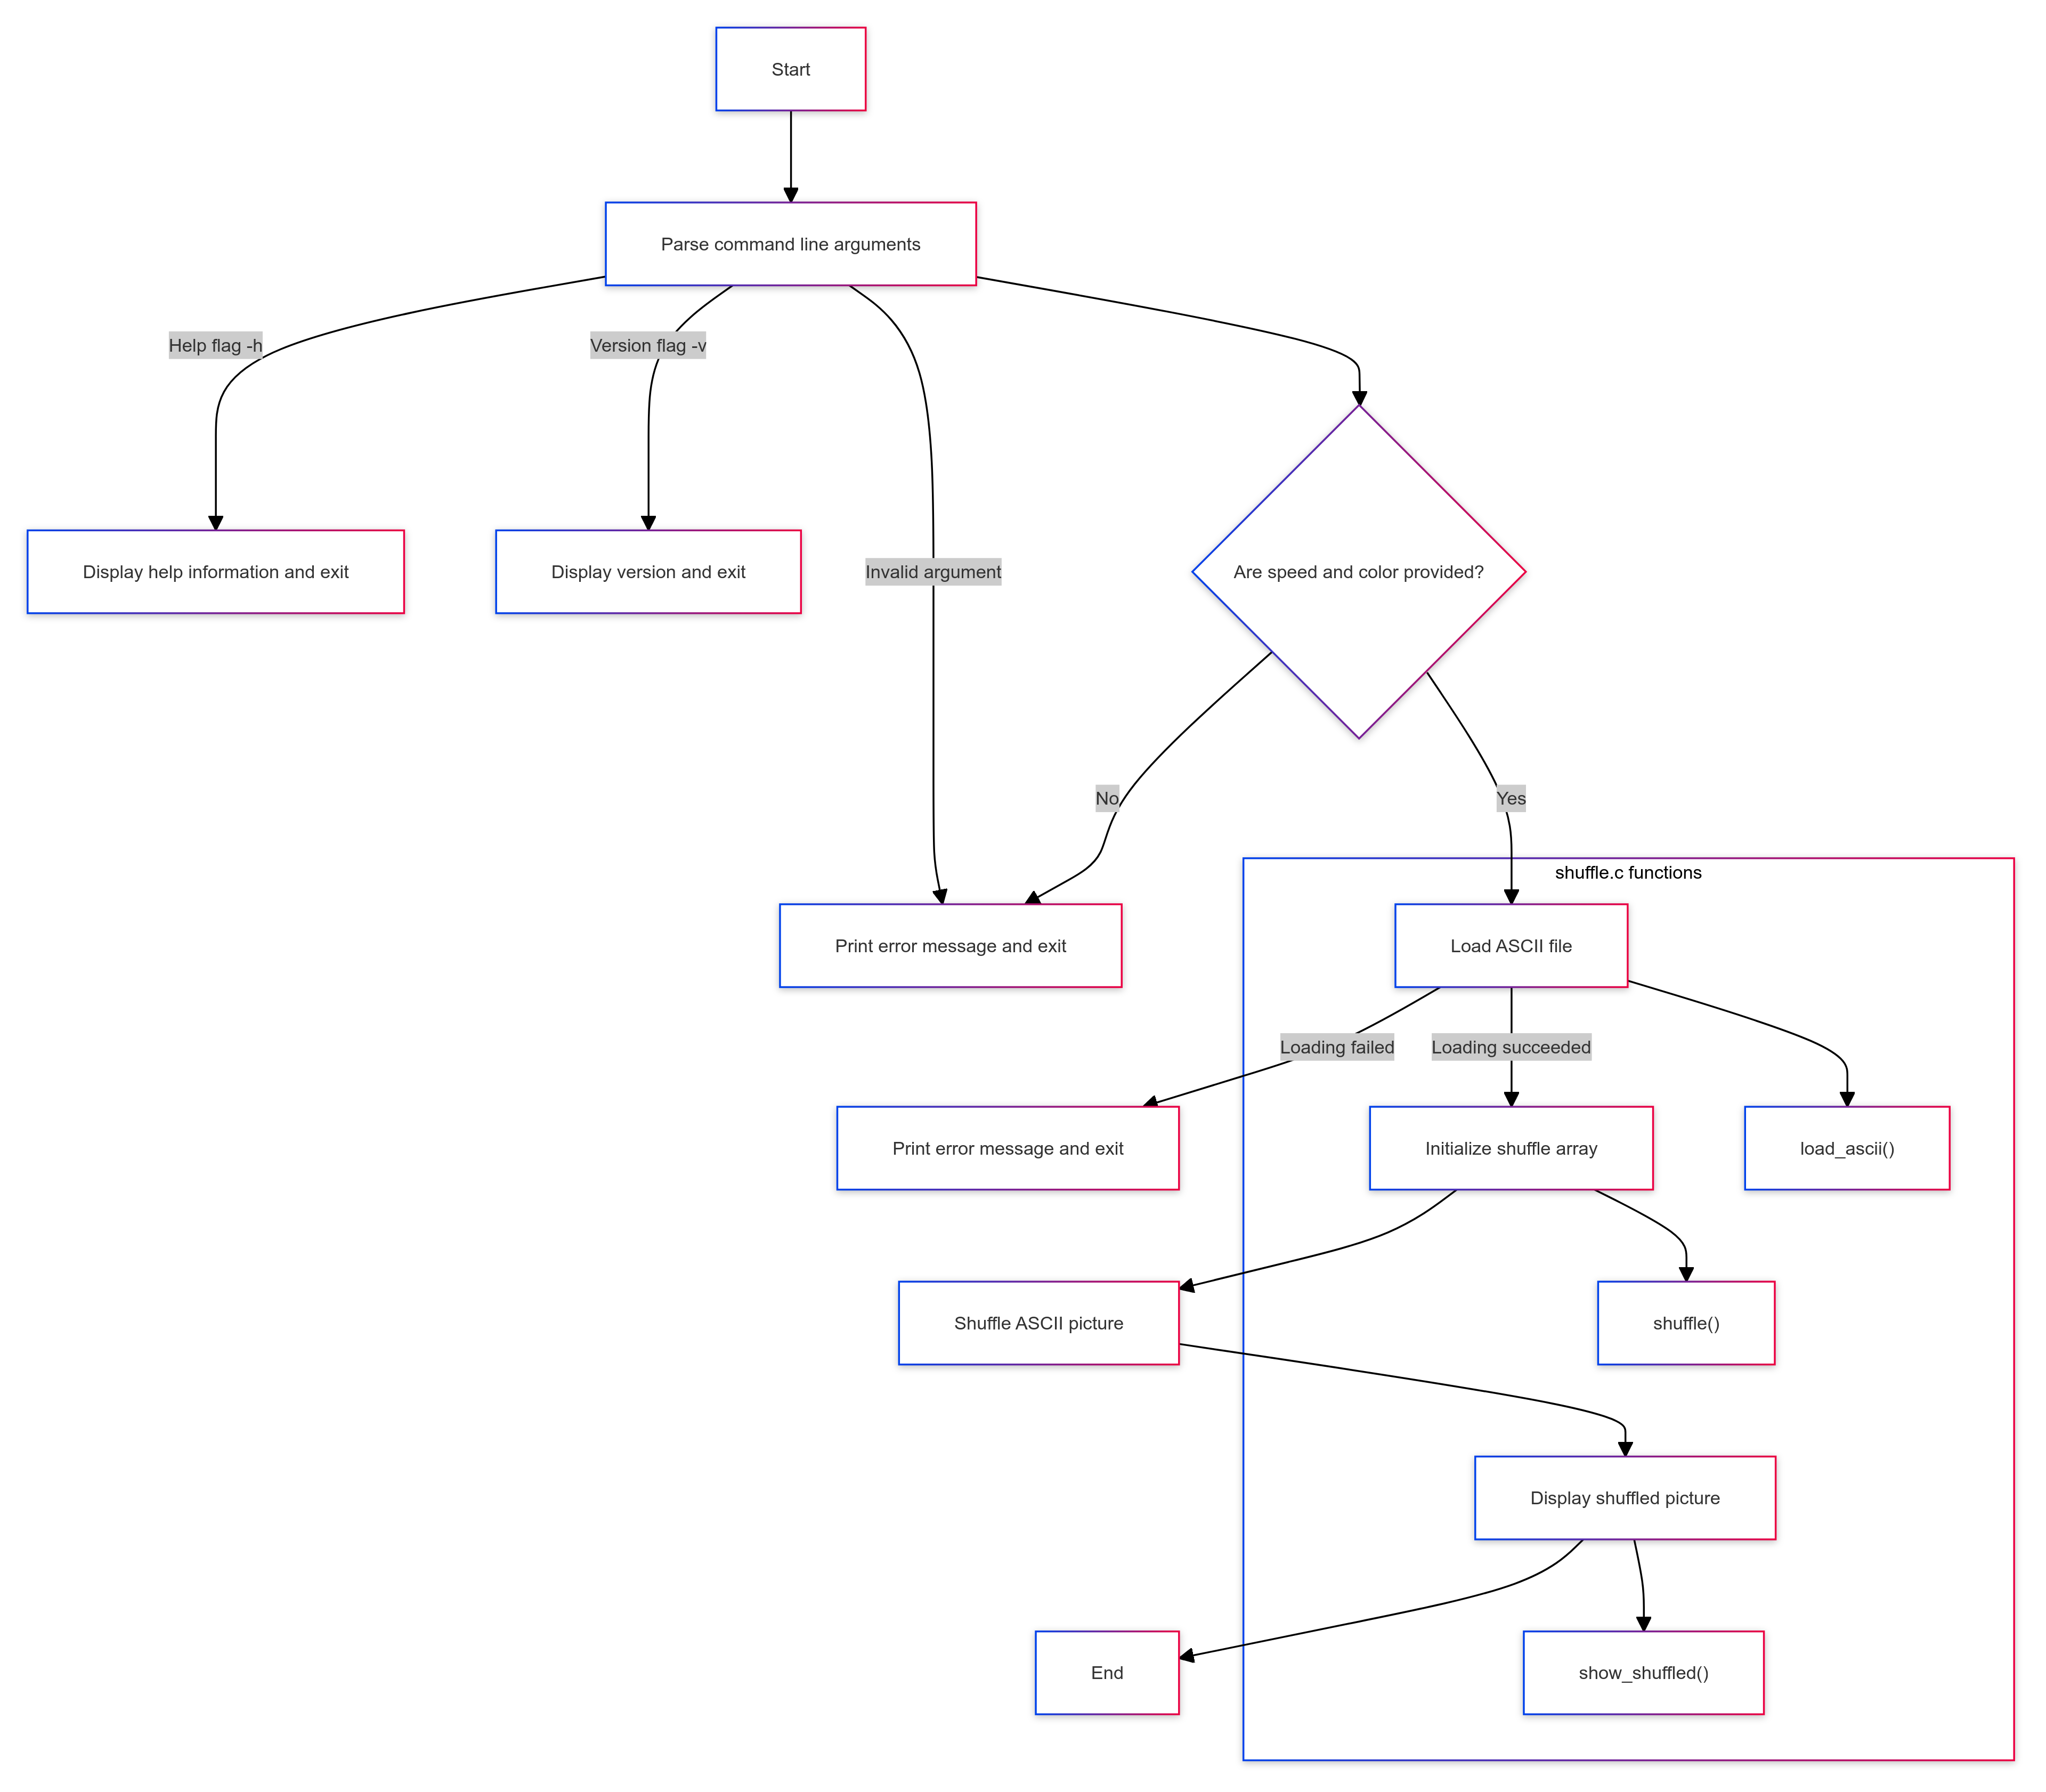 Start
Parse command line arguments
Help flag -h
Version flag -v
Display help information and exit
Display version and exit
Invalid argument
Are speed and color provided?
No
Yes
shuffle.c functions
Print error message and exit
Load ASCII file
Loading failed
Loading succeeded
Print error message and exit
Initialize shuffle array
load_ascii()
Shuffle ASCII picture
shuffle()
Display shuffled picture
End
show_shuffled()